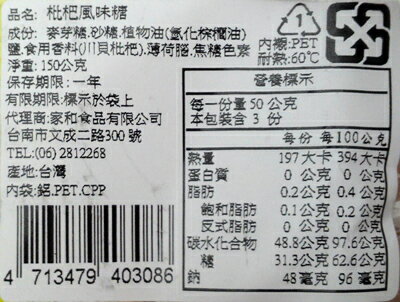 品名: 枇杷風味糖
成份: 麥芽糖.砂糖.植物油(氫化棕櫚油)
鹽.食用香料(川貝枇杷).薄荷腦.焦糖色素
淨重: 150公克
保存期限:一年
有效期限:標示於袋上
代理商:家和食品有限公司
台南市文成二路300 號
TEL:(06) 2812268
產地:台灣
內袋:鋁.PET.CPP
4 713479 403086
1
內襯:PET
耐熱:60℃
營養標示
每一份量 50 公克
本包裝含 3 份
每份 每100公克
熱量 197 大卡 394 大卡
蛋白質 0 公克 0 公克
脂肪 0.2 公克 0.4 公克
飽和脂肪 0.1 公克 0.2 公克
反式脂肪 0 公克 0 公克
碳水化合物 48.8公克 97.6公克
糖 31.3公克 62.6公克
鈉 48 毫克 96 毫克